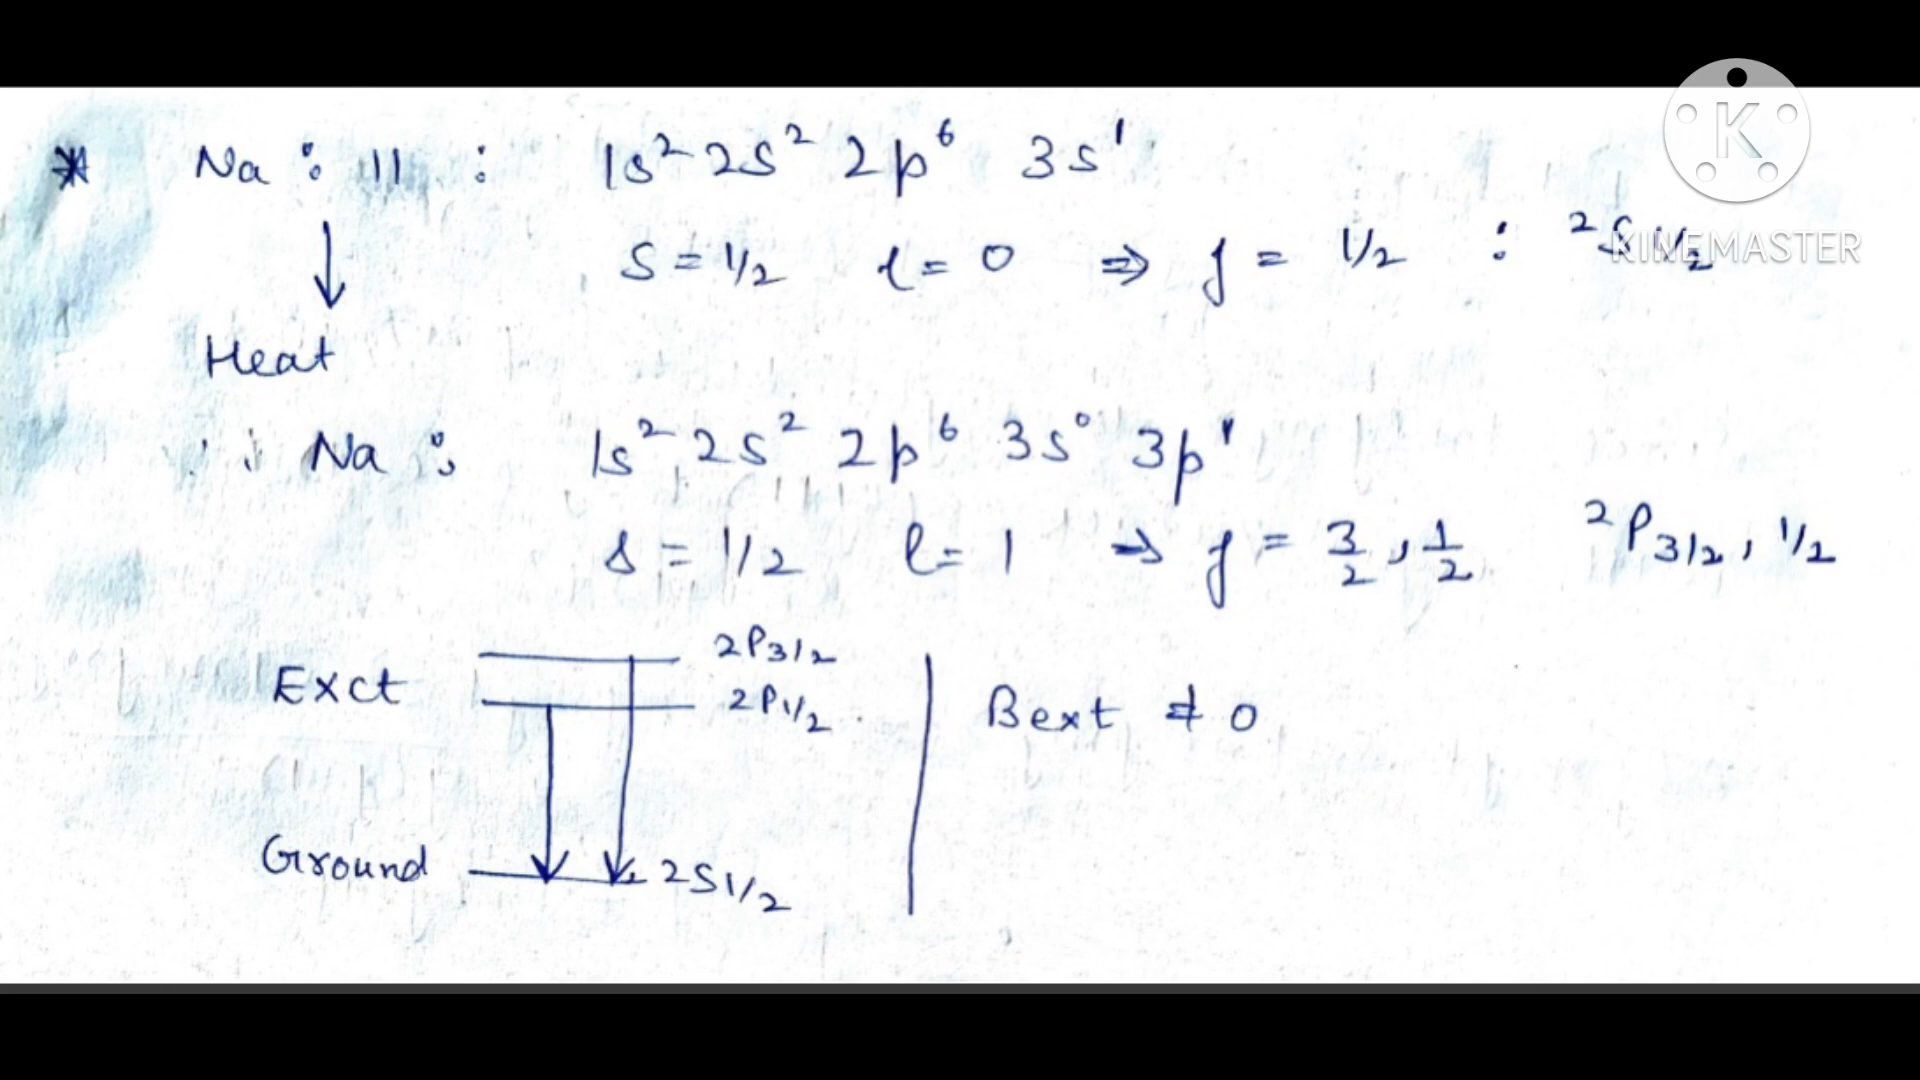 * Na : 11 : 1s² 2s² 2p⁶ 3s¹
s = 1/2 l = 0 ⇒ j = 1/2 : ²S 1/2
KINEMASTER
K
↓
Heat
∴ Na : 1s² 2s² 2p⁶ 3s⁰ 3p¹
s = 1/2 l = 1 → j = 3/2, 1/2 ²P3/2, 1/2
Exct 2P3/2
2P1/2
Bext ≠ 0
Ground 2S1/2